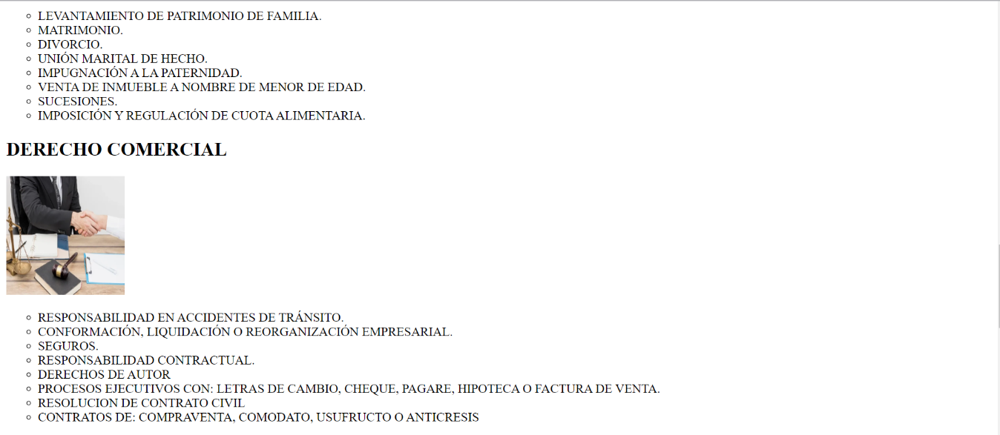 LEVANTAMIENTO DE PATRIMONIO DE FAMILIA.
MATRIMONIO.
DIVORCIO.
UNIÓN MARITAL DE HECHO.
IMPUGNACIÓN A LA PATERNIDAD.
VENTA DE INMUEBLE A NOMBRE DE MENOR DE EDAD.
SUCESIONES.
IMPOSICIÓN Y REGULACIÓN DE CUOTA ALIMENTARIA.
DERECHO COMERCIAL
RESPONSABILIDAD EN ACCIDENTES DE TRÁNSITO.
CONFORMACIÓN, LIQUIDACIÓN O REORGANIZACIÓN EMPRESARIAL.
SEGUROS.
RESPONSABILIDAD CONTRACTUAL.
DERECHOS DE AUTOR
PROCESOS EJECUTIVOS CON: LETRAS DE CAMBIO, CHEQUE, PAGARE, HIPOTECA O FACTURA DE VENTA.
RESOLUCION DE CONTRATO CIVIL
CONTRATOS DE: COMPRAVENTA, COMODATO, USUFRUCTO O ANTICRESIS